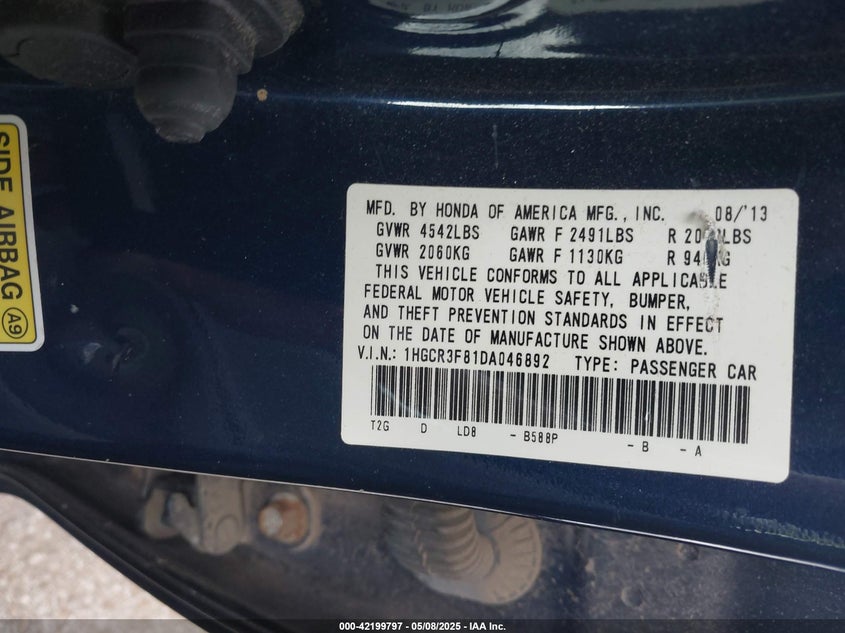 SIDE AIRBAG A9
MFD. BY HONDA OF AMERICA MFG., INC. 08/'13
GVWR 4542LBS GAWR F 2491LBS R LBS
GVWR 2060KG GAWR F 1130KG R
THIS VEHICLE CONFORMS TO ALL APPLICABLE
FEDERAL MOTOR VEHICLE SAFETY, BUMPER,
AND THEFT PREVENTION STANDARDS IN EFFECT
ON THE DATE OF MANUFACTURE SHOWN ABOVE.
V.I.N.: 1HGCR3F81DA046892 TYPE: PASSENGER CAR
T2G D LD8 - B588P - B - A
000-42199797 - 05/08/2025 - IAA Inc.